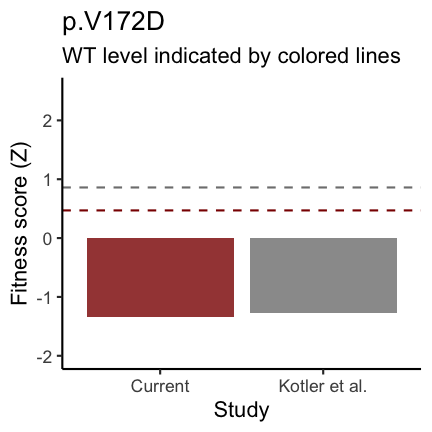 p.V172D
WT level indicated by colored lines
Fitness score (Z)
2
1
0
-1
-2
Current
Kotler et al.
Study